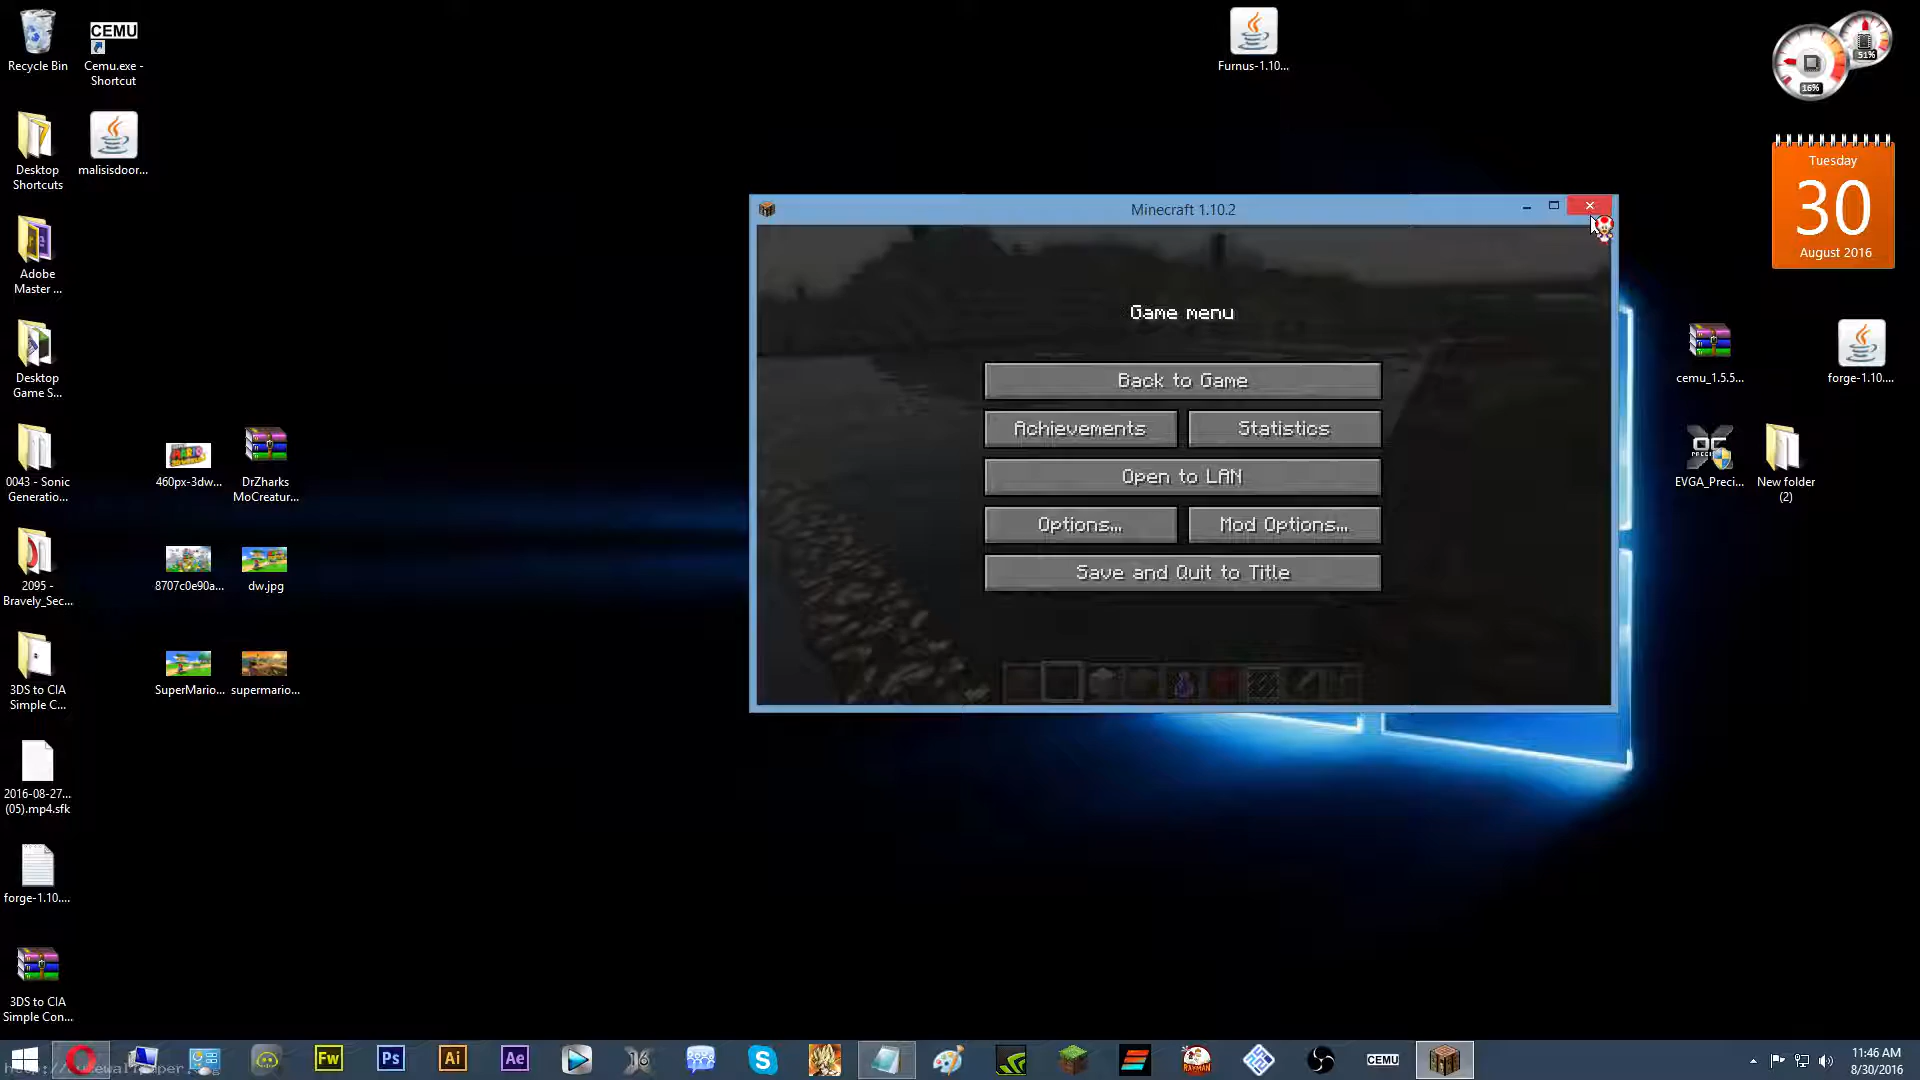 Recycle Bin
CEMU
Cemu.exe -
Shortcut
Furnus-1.10...
51%
16%
Desktop
Shortcuts
malisisdoor...
Tuesday
30
August 2016
Minecraft 1.10.2
Adobe
Master ...
Game menu
Back to Game
Achievements
Statistics
Open to LAN
Options...
Mod Options...
Save and Quit to Title
Desktop
Game S...
cemu_1.5.5...
forge-1.10....
0043 - Sonic
Generatio...
460px-3dw...
DrZharks
MoCreatur...
EVGA_Preci...
New folder
(2)
2095 -
Bravely_Sec...
8707c0e90a...
dw.jpg
3DS to CIA
Simple C...
SuperMario...
supermario...
2016-08-27...
(05).mp4.sfk
forge-1.10....
3DS to CIA
Simple Con...
Fw
Ps
Ai
Ae
CEMU
11:46 AM
8/30/2016